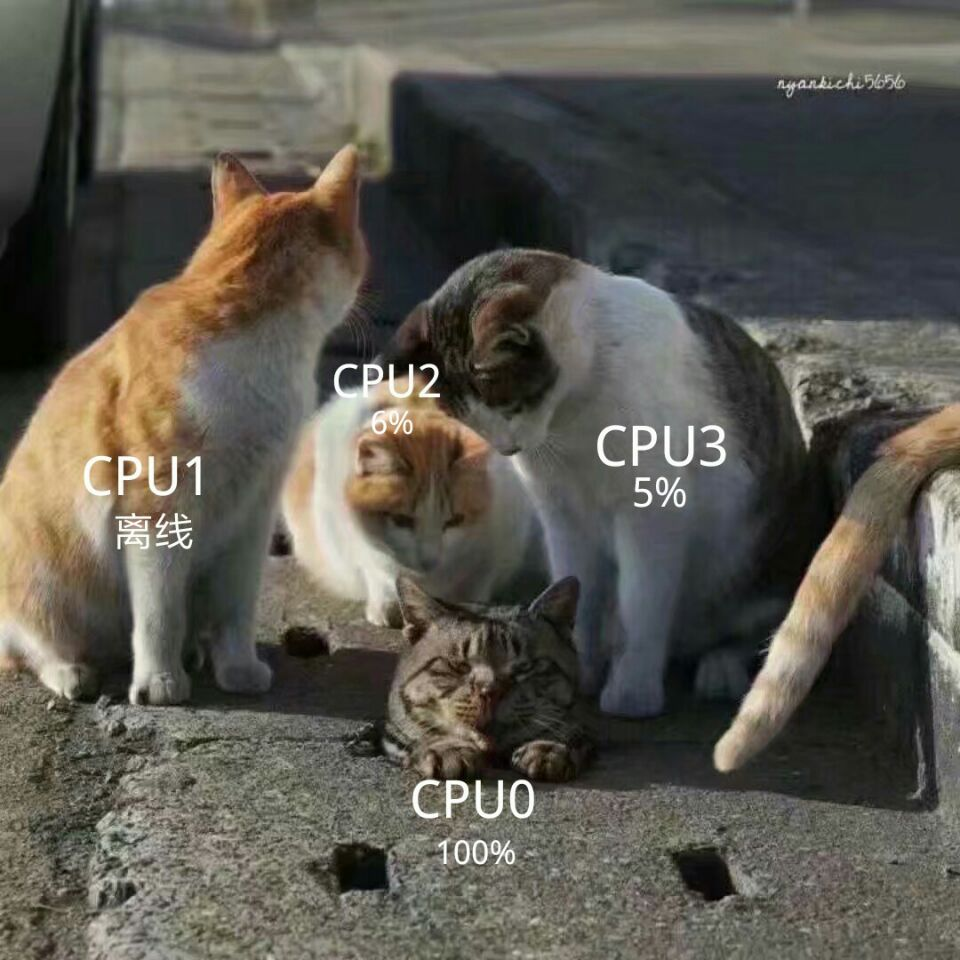 nyankichi5656
CPU2
6%
CPU3
5%
CPU1
离线
CPU0
100%